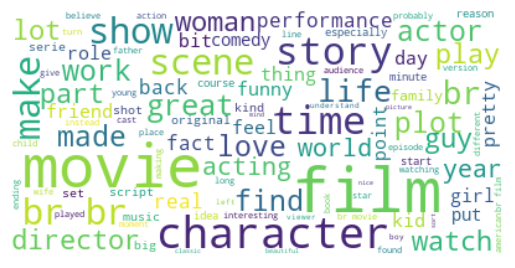 lot
show
woman
performance
actor
bit
comedy
line
especially
probably
reason
believe
action
turn
father
serie
role
scene
story
day
play
audience
version
give
young
make
work
thing
minute
part
back
great
funny
life
br
course
kind
family
understand
friend
shot
original
time
point
plot
pretty
instead
cast
picture
mind
different
child
place
made
fact
feel
love
world
guy
episode
making
movie
acting
start
watching
film
year
ending
long
wife
set
script
real
find
book
nice
girl
put
played
br br
music
idea
left
interesting
star
viewer
br movie
kid
sort
americanbr film
moment
director
big
character
found
boy
watch
classic
beautiful